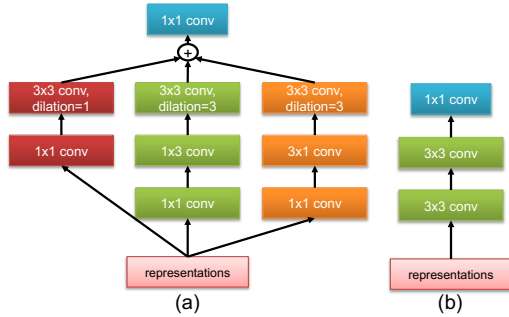 1x1 conv
+
3x3 conv,
dilation=1
3x3 conv,
dilation=3
3x3 conv,
dilation=3
1x1 conv
1x3 conv
3x1 conv
1x1 conv
1x1 conv
representations
(a)
1x1 conv
3x3 conv
3x3 conv
representations
(b)